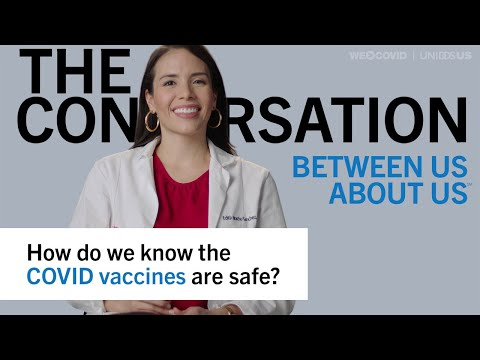 THE
CON RSATION
BETWEEN US
ABOUT US
How do we know the
COVID vaccines are safe?